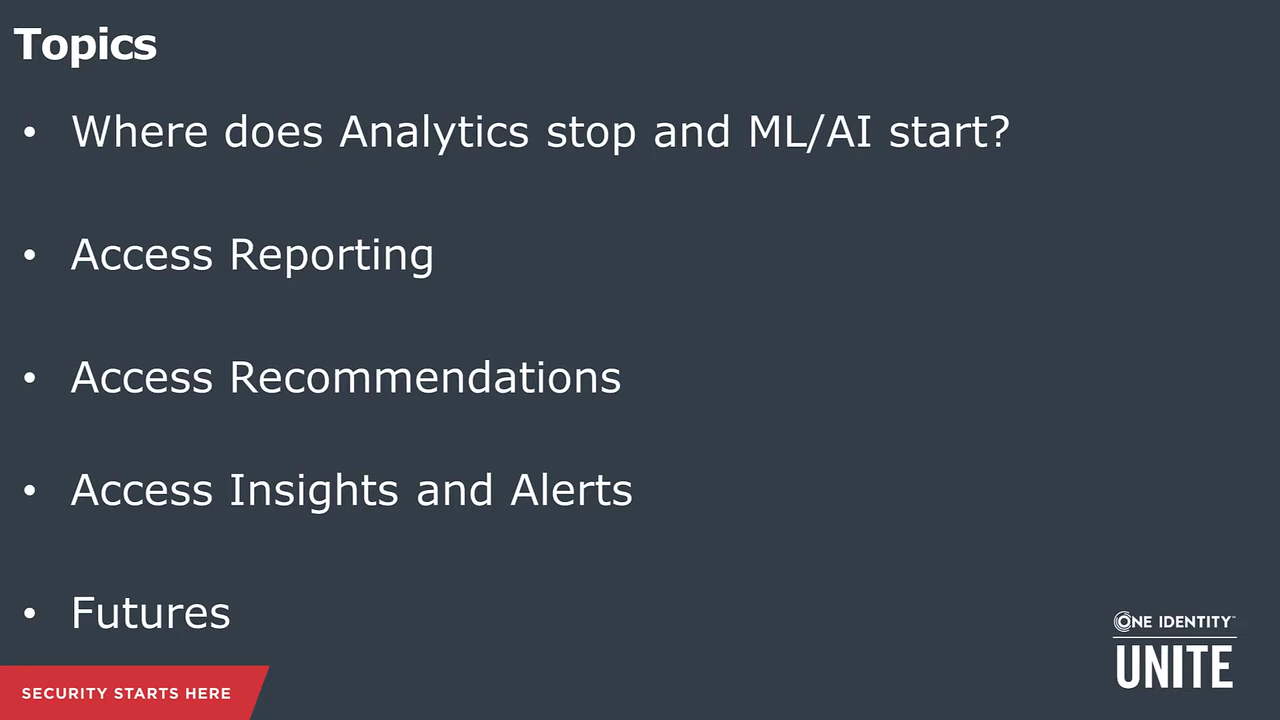 Topics
• Where does Analytics stop and ML/AI start?
• Access Reporting
• Access Recommendations
• Access Insights and Alerts
• Futures
ONE IDENTITY™
UNITE
SECURITY STARTS HERE